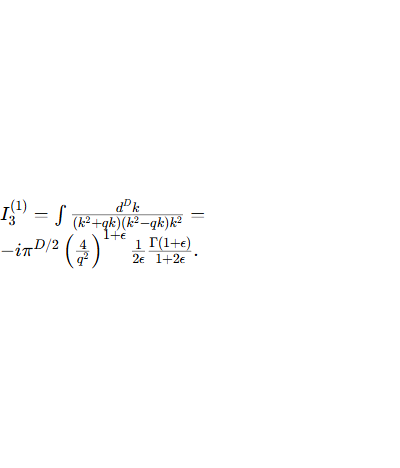 $I_3^{(1)} = \int \frac{d^D k}{(k^2+qk)(k^2-qk)k^2} =$
$-i\pi^{D/2} \left(\frac{4}{q^2}\right)^{1+\epsilon} \frac{1}{2\epsilon} \frac{\Gamma(1+\epsilon)}{1+2\epsilon}.$